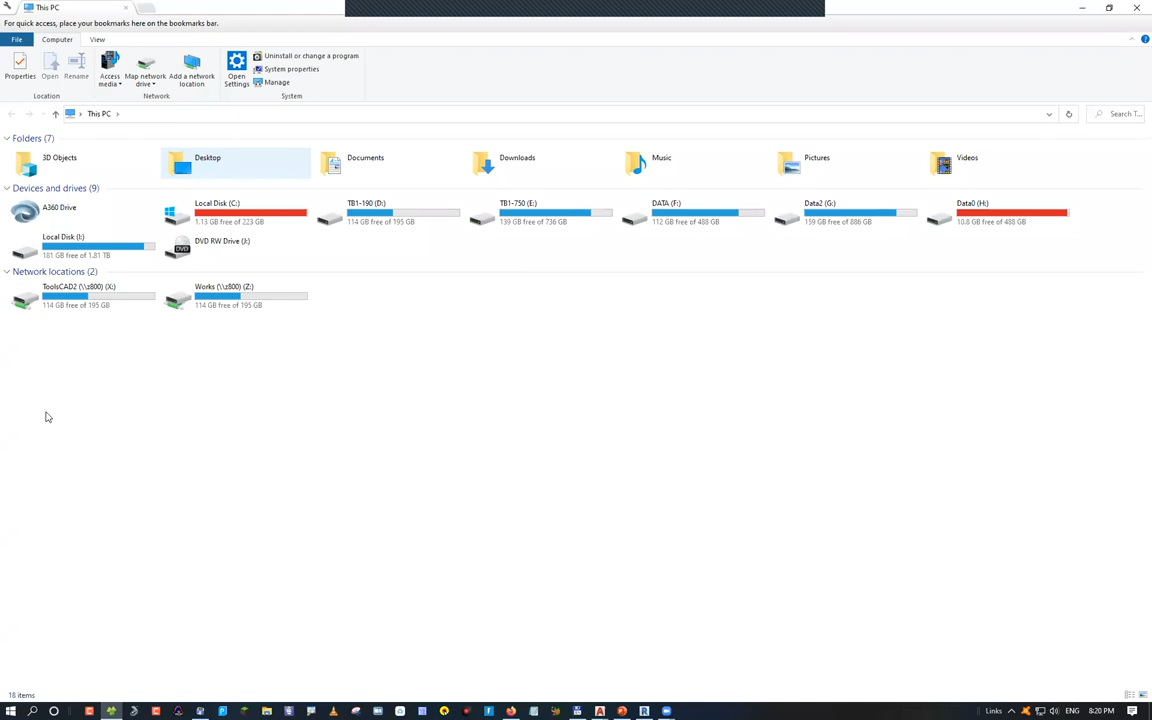 This PC
For quick access, place your bookmarks here on the bookmarks bar.
File Computer View
Properties Open Rename Access media Map network drive Add a network location Open Settings Uninstall or change a program
System properties
Manage
Location Network System
This PC Search T...
Folders (7)
3D Objects Desktop Documents Downloads Music Pictures Videos
Devices and drives (9)
A360 Drive
Local Disk (C:)
1.13 GB free of 223 GB
TB1-190 (D:)
114 GB free of 195 GB
TB1-750 (E:)
139 GB free of 736 GB
DATA (F:)
112 GB free of 488 GB
Data2 (G:)
159 GB free of 886 GB
Data0 (H:)
10.8 GB free of 488 GB
Local Disk (I:)
181 GB free of 1.81 TB
DVD RW Drive (J:)
DVD
Network locations (2)
ToolsCAD2 (\\z800) (X:)
114 GB free of 195 GB
Works (\\z800) (Z:)
114 GB free of 195 GB
18 items
Links ENG 8:20 PM